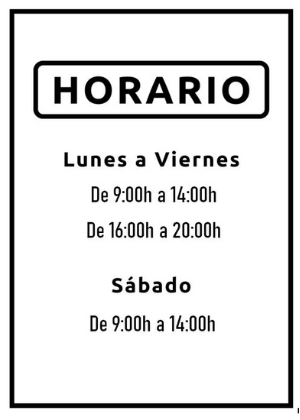 HORARIO
Lunes a Viernes
De 9:00h a 14:00h
De 16:00h a 20:00h
Sábado
De 9:00h a 14:00h